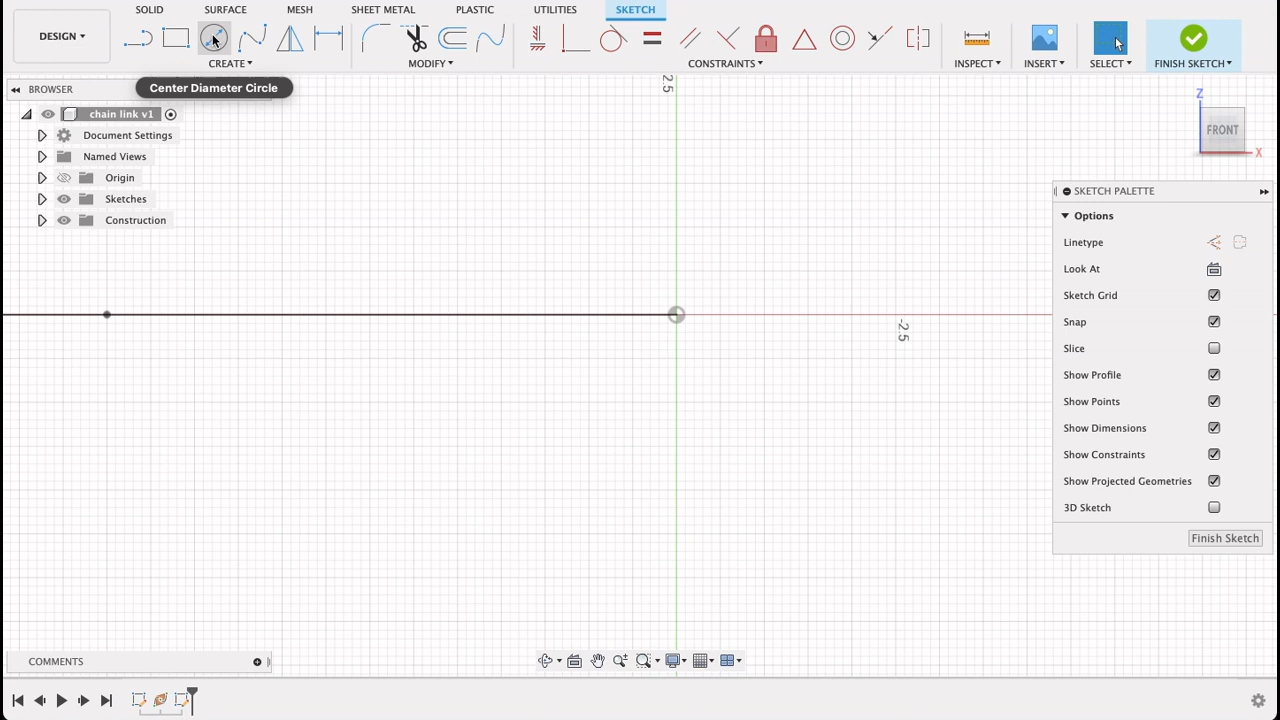 SOLID SURFACE MESH SHEET METAL PLASTIC UTILITIES SKETCH
DESIGN
CREATE MODIFY CONSTRAINTS INSPECT INSERT SELECT FINISH SKETCH
Center Diameter Circle
BROWSER
chain link v1
Document Settings
Named Views
Origin
Sketches
Construction
2.5
-2.5
Z
FRONT
X
SKETCH PALETTE
Options
Linetype
Look At
Sketch Grid
Snap
Slice
Show Profile
Show Points
Show Dimensions
Show Constraints
Show Projected Geometries
3D Sketch
Finish Sketch
COMMENTS